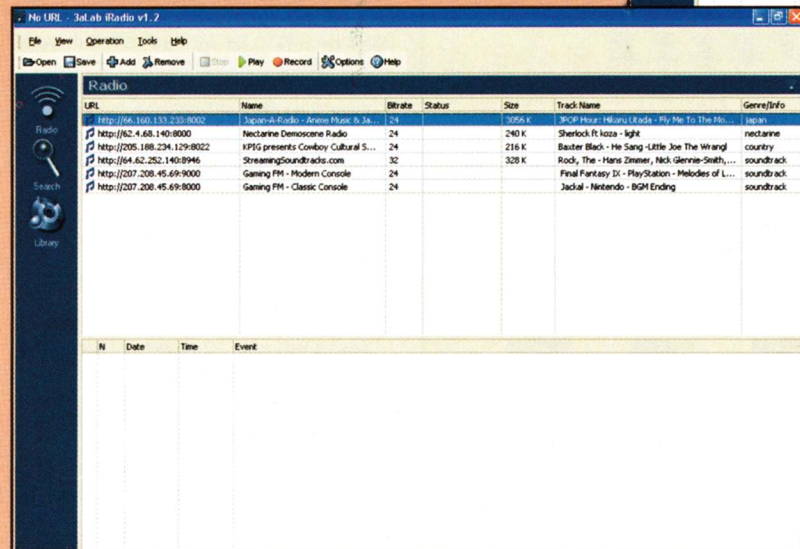 No URL - 3aLab iRadio v1.2
File View Operation Tools Help
Open Save Add Remove Stop Play Record Options Help
Radio
URL Name Bitrate Status Size Track Name Genre/Info
http://66.160.133.233:8002 Japan-A-Radio - Anime Music & Ja... 24 3056 K JPOP Hour: Hikaru Utada - Fly Me To The Mo... japan
http://62.4.68.140:8000 Nectarine Demoscene Radio 24 240 K Sherlock ft koza - light nectarine
http://205.188.234.129:8022 KPIG presents Cowboy Cultural S... 24 216 K Baxter Black - He Sang -Little Joe The Wrangl country
http://64.62.252.140:8946 StreamingSoundtracks.com 32 328 K Rock, The - Hans Zimmer, Nick Glennie-Smith,... soundtrack
http://207.208.45.69:9000 Gaming FM - Modern Console 24 Final Fantasy IX - PlayStation - Melodies of L... soundtrack
http://207.208.45.69:8000 Gaming FM - Classic Console 24 Jackal - Nintendo - BGM Ending soundtrack
Radio
Search
Library
N Date Time Event